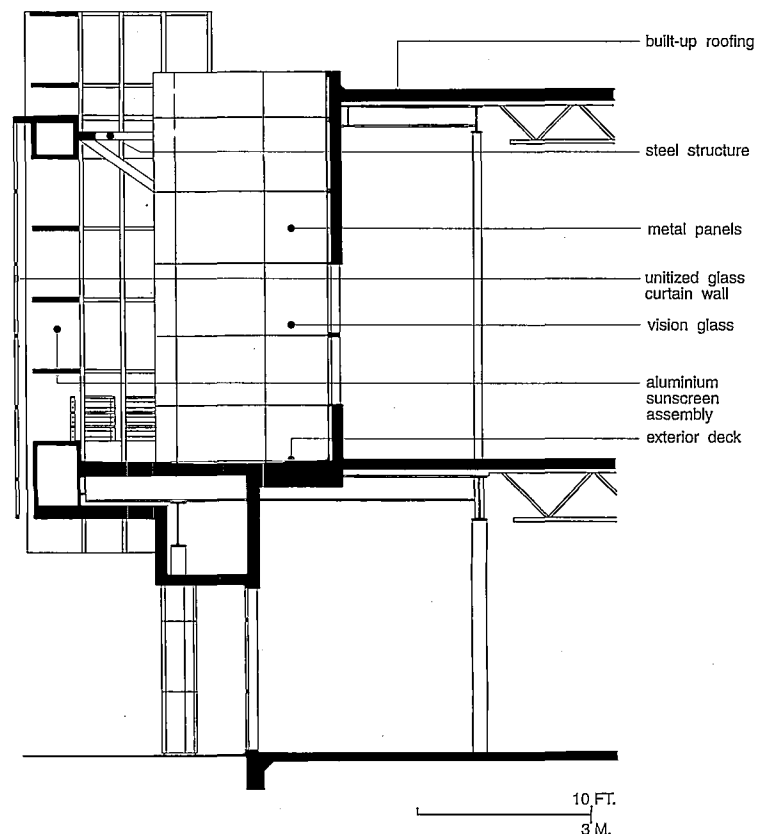 built-up roofing
steel structure
metal panels
unitized glass
curtain wall
vision glass
aluminium
sunscreen
assembly
exterior deck
10 FT.
3 M.